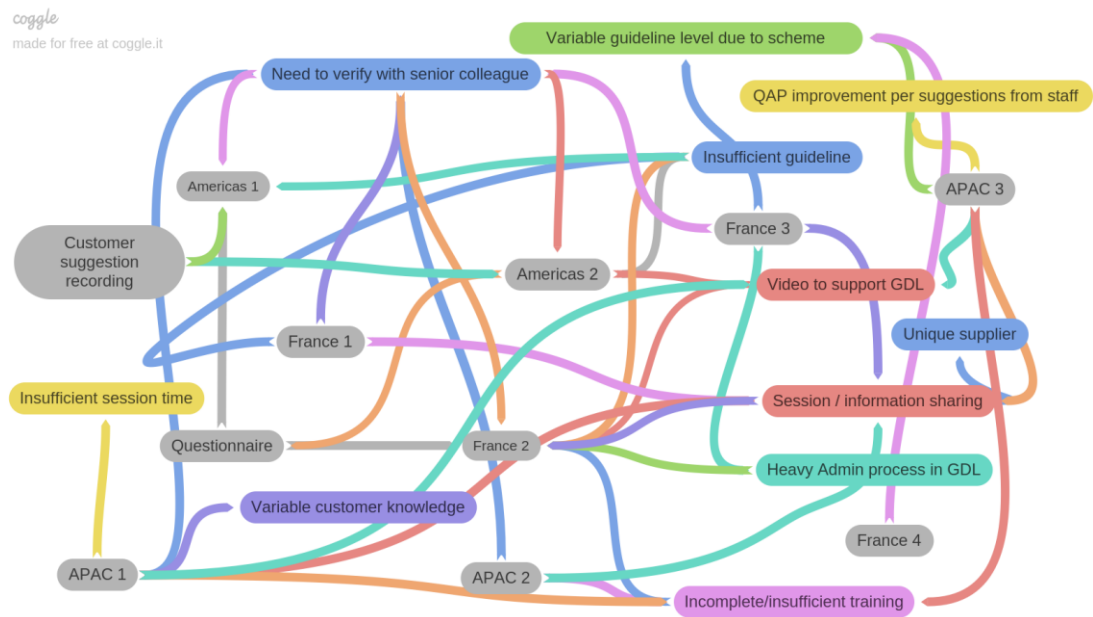 coggle
made for free at coggle.it
Variable guideline level due to scheme
Need to verify with senior colleague
QAP improvement per suggestions from staff
Insufficient guideline
Americas 1
APAC 3
France 3
Customer
suggestion
recording
Americas 2
Video to support GDL
Unique supplier
France 1
Insufficient session time
Session / information sharing
Questionnaire
France 2
Heavy Admin process in GDL
Variable customer knowledge
France 4
APAC 1
APAC 2
Incomplete/insufficient training